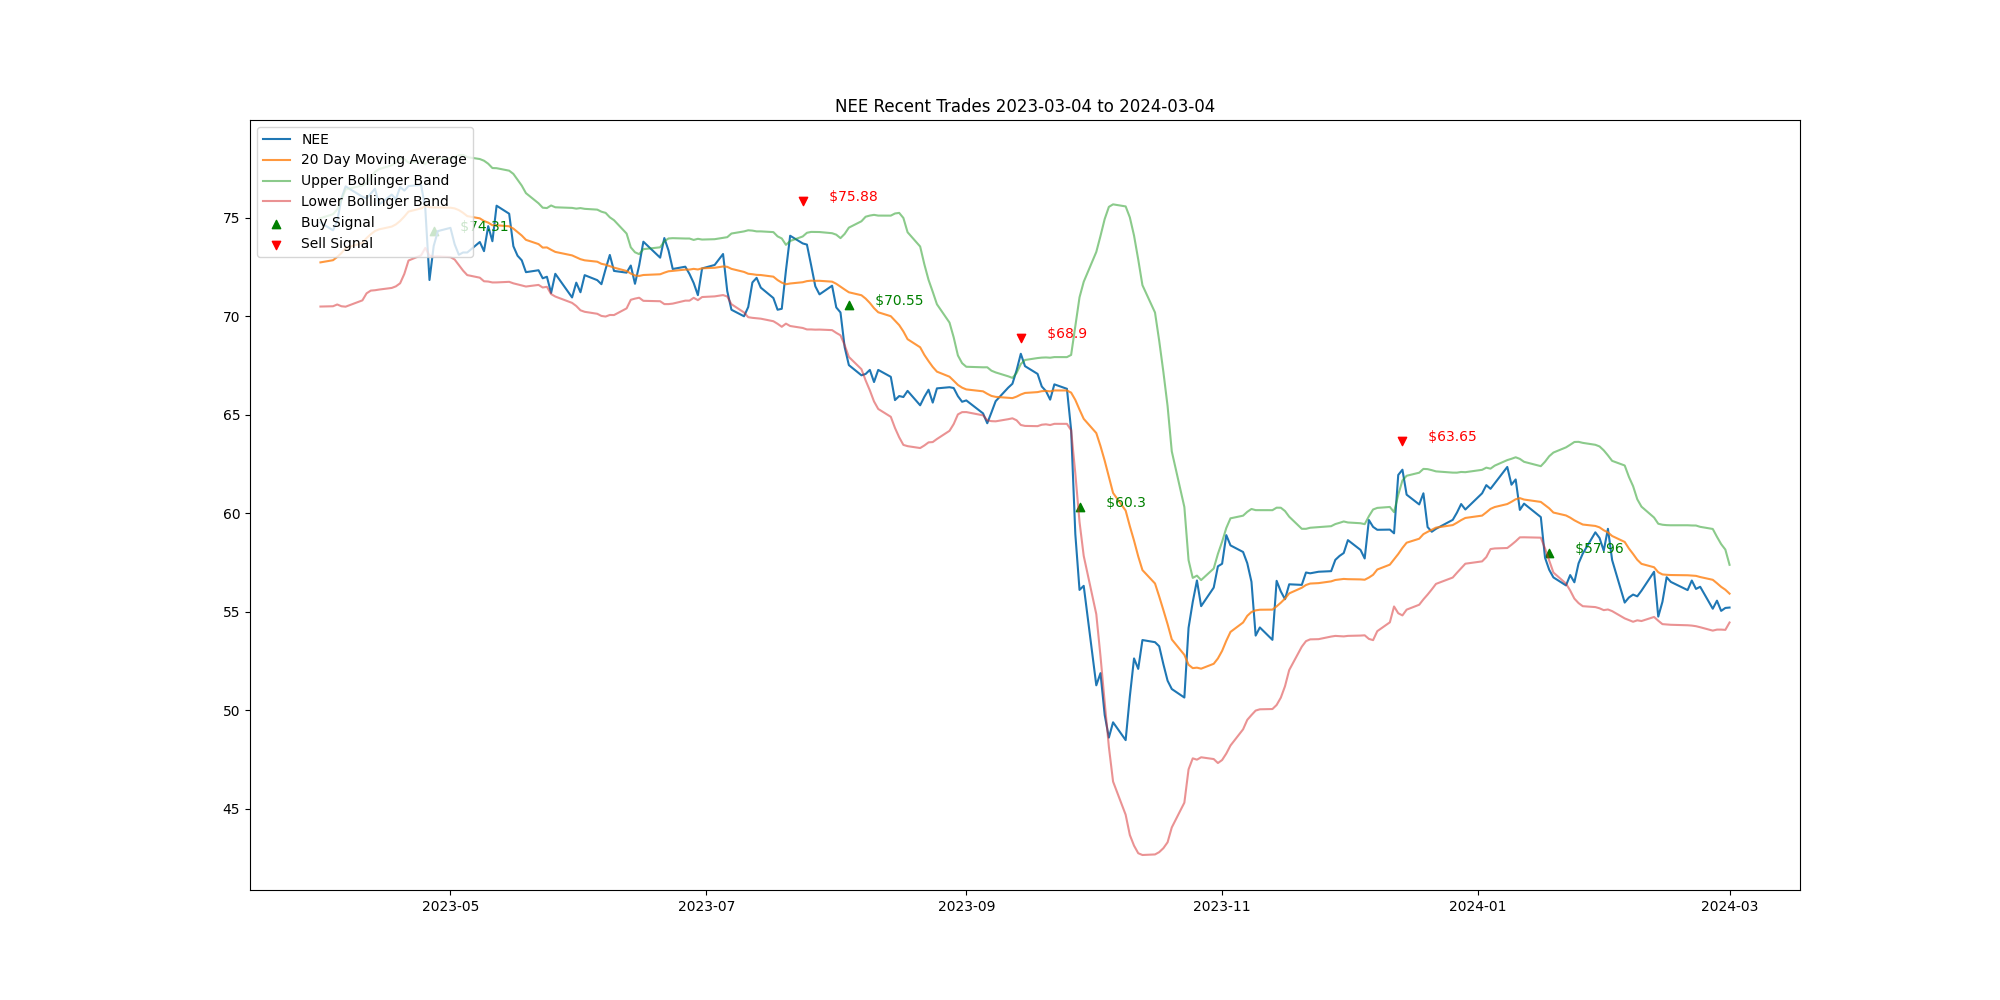 NEE Recent Trades 2023-03-04 to 2024-03-04
NEE
20 Day Moving Average
Upper Bollinger Band
Lower Bollinger Band
Buy Signal
Sell Signal
$74.31
$75.88
$70.55
$68.9
$60.3
$63.65
$57.96
75
70
65
60
55
50
45
2023-05
2023-07
2023-09
2023-11
2024-01
2024-03